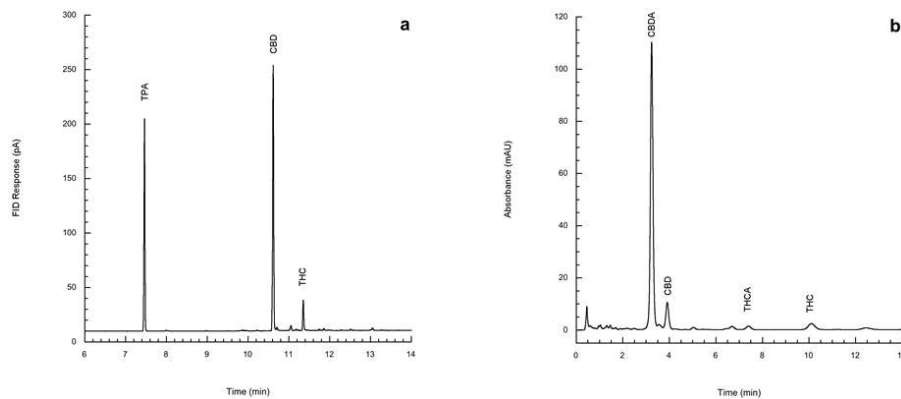 a
FID Response (pA)
300
250
200
150
100
50
0
TPA
CBD
THC
6 7 8 9 10 11 12 13 14
Time (min)
b
Absorbance (mAU)
120
100
80
60
40
20
0
CBDA
CBD
THCA
THC
0 2 4 6 8 10 12 14
Time (min)